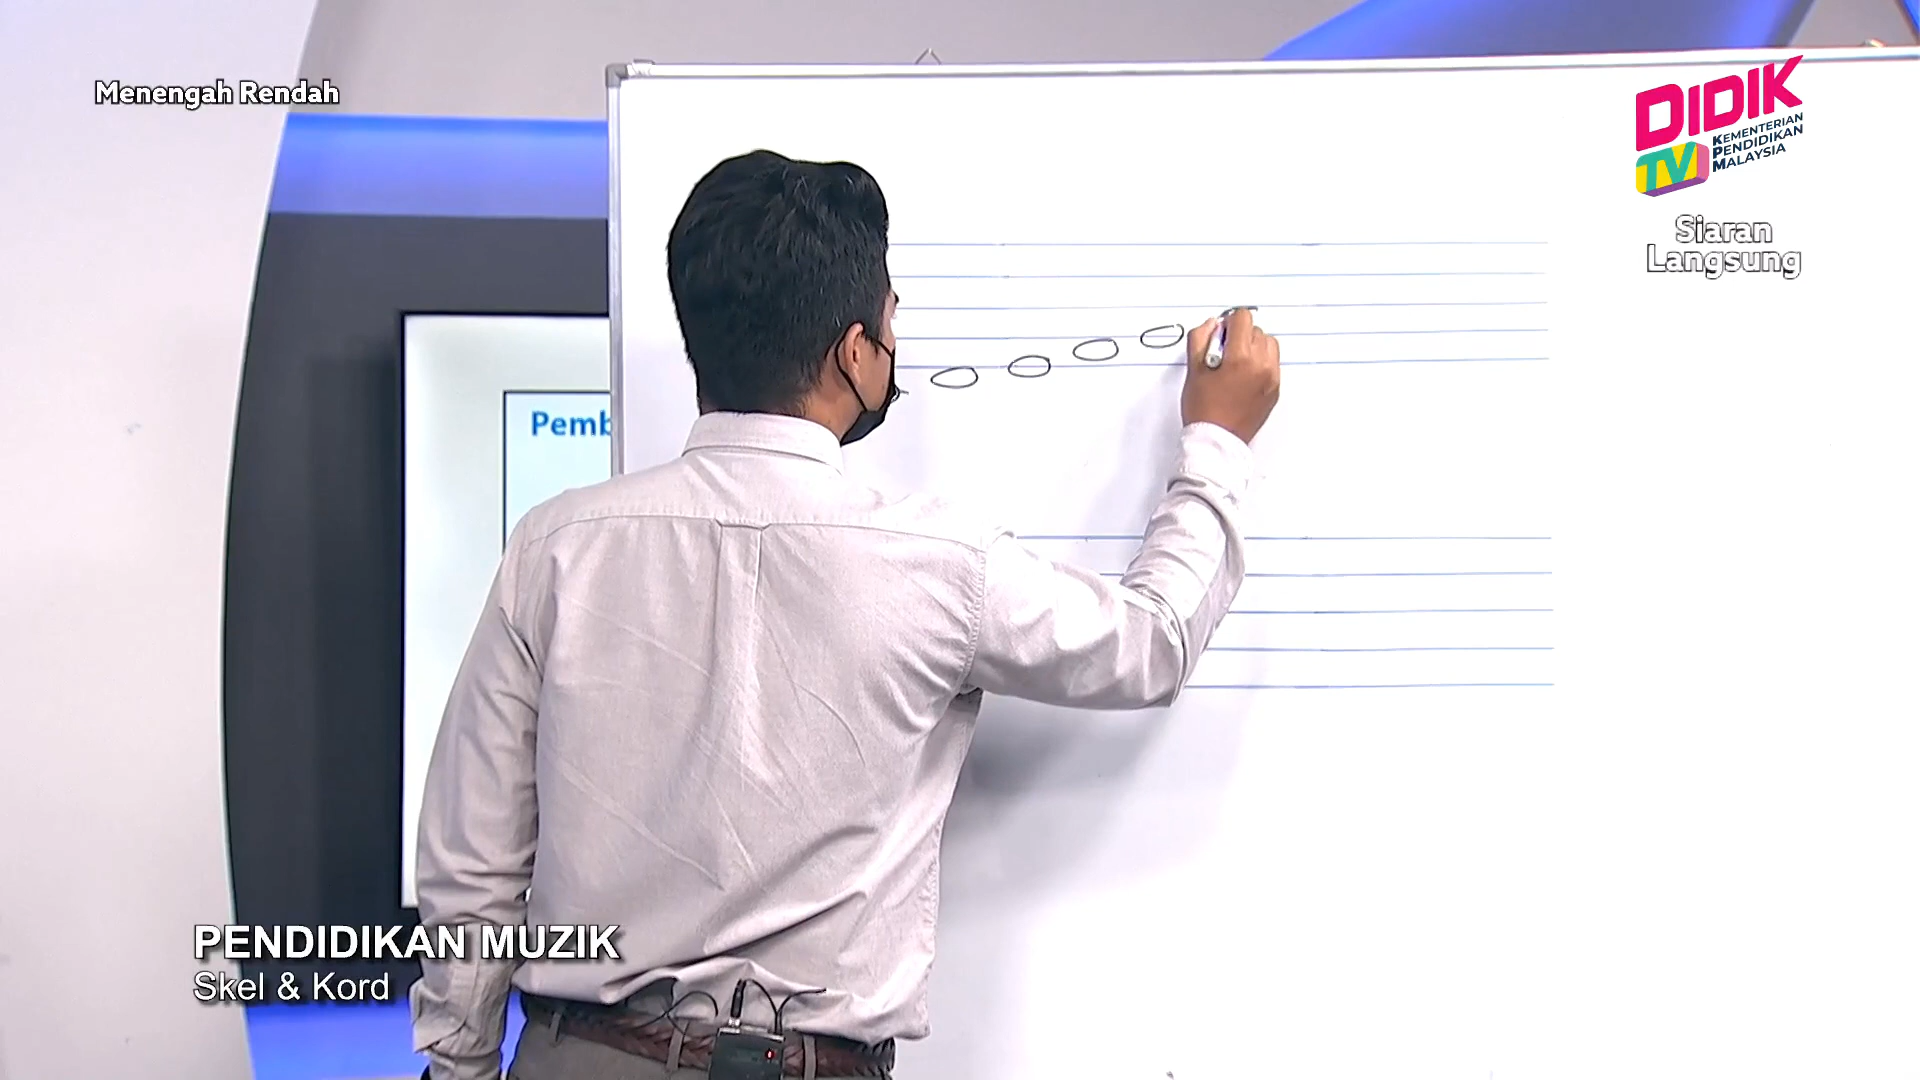 Menengah Rendah
DIDIK
TV
KEMENTERIAN
PENDIDIKAN
MALAYSIA
Siaran
Langsung
Pemb
PENDIDIKAN MUZIK
Skel & Kord